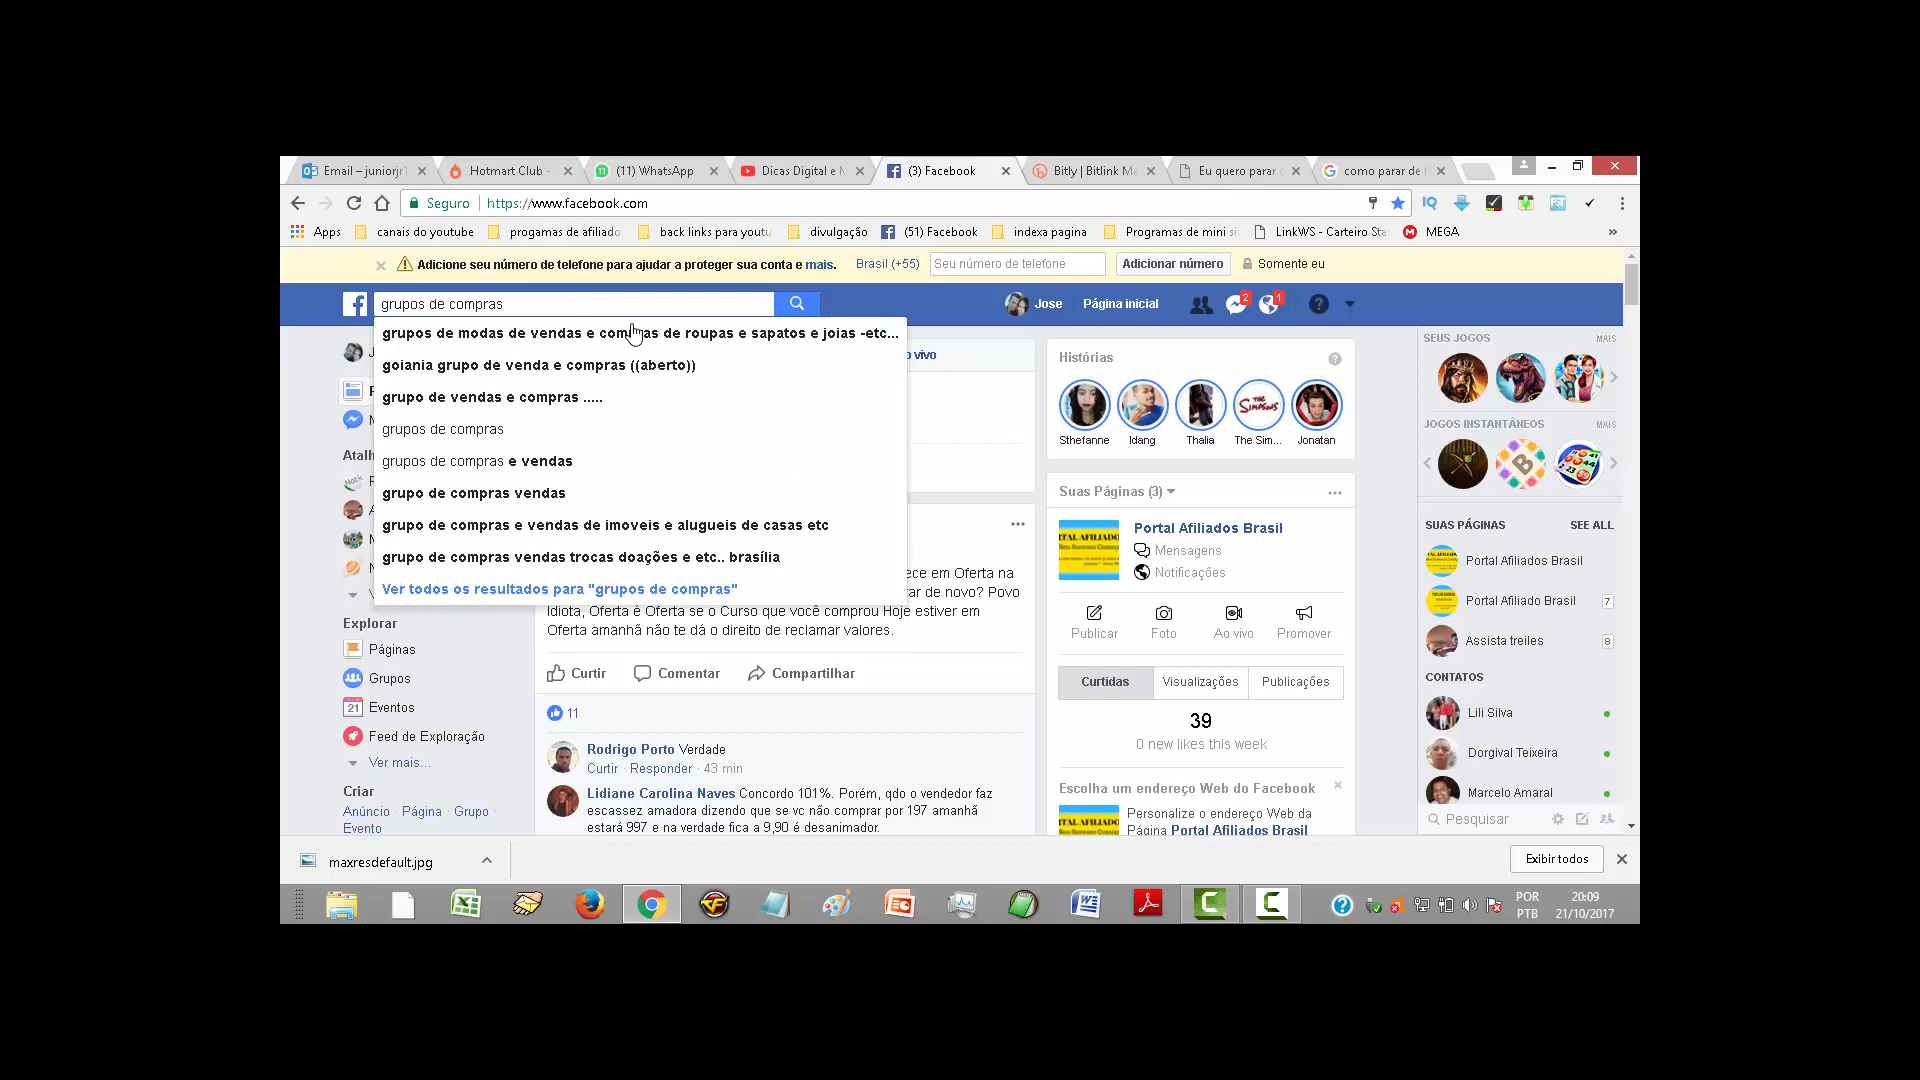 Email – juniorjr1
Hotmart Club -
(11) WhatsApp
Dicas Digital e M
(3) Facebook
Bitly | Bitlink Ma
Eu quero parar
como parar de f
Seguro
https://www.facebook.com
Apps
canais do youtube
progamas de afiliado
back links para youtu
divulgação
(51) Facebook
indexa pagina
Programas de mini si
LinkWS - Carteiro Sta
MEGA
»
Adicione seu número de telefone para ajudar a proteger sua conta e mais.
Brasil (+55)
Seu número de telefone
Adicionar número
Somente eu
grupos de compras
Jose
Página inicial
2
1
grupos de modas de vendas e compras de roupas e sapatos e joias -etc...
goiania grupo de venda e compras ((aberto))
grupo de vendas e compras .....
grupos de compras
grupos de compras e vendas
grupo de compras vendas
grupo de compras e vendas de imoveis e alugueis de casas etc
grupo de compras vendas trocas doações e etc.. brasília
Ver todos os resultados para "grupos de compras"
Atalh
Explorar
Páginas
Grupos
21
Eventos
Feed de Exploração
Ver mais...
Criar
Anúncio · Página · Grupo ·
Evento
o vivo
ece em Oferta na
rar de novo? Povo
Idiota, Oferta é Oferta se o Curso que você comprou Hoje estiver em
Oferta amanhã não te dá o direito de reclamar valores.
Curtir
Comentar
Compartilhar
11
Rodrigo Porto Verdade
Curtir · Responder · 43 min
Lidiane Carolina Naves Concordo 101%. Porém, qdo o vendedor faz
escassez amadora dizendo que se vc não comprar por 197 amanhã
estará 997 e na verdade fica a 9,90 é desanimador.
Histórias
Sthefanne
Idang
Thalia
THE SIMPSONS
The Sim...
Jonatan
Suas Páginas (3)
Portal Afiliados Brasil
Mensagens
Notificações
Publicar
Foto
Ao vivo
Promover
Curtidas
Visualizações
Publicações
39
0 new likes this week
Escolha um endereço Web do Facebook
Personalize o endereço Web da
Página Portal Afiliados Brasil
SEUS JOGOS
MAIS
JOGOS INSTANTÂNEOS
MAIS
SUAS PÁGINAS
SEE ALL
Portal Afiliados Brasil
Portal Afiliado Brasil
7
Assista treiles
8
CONTATOS
Lili Silva
Dorgival Teixeira
Marcelo Amaral
Pesquisar
maxresdefault.jpg
Exibir todos
POR
PTB
20:09
21/10/2017